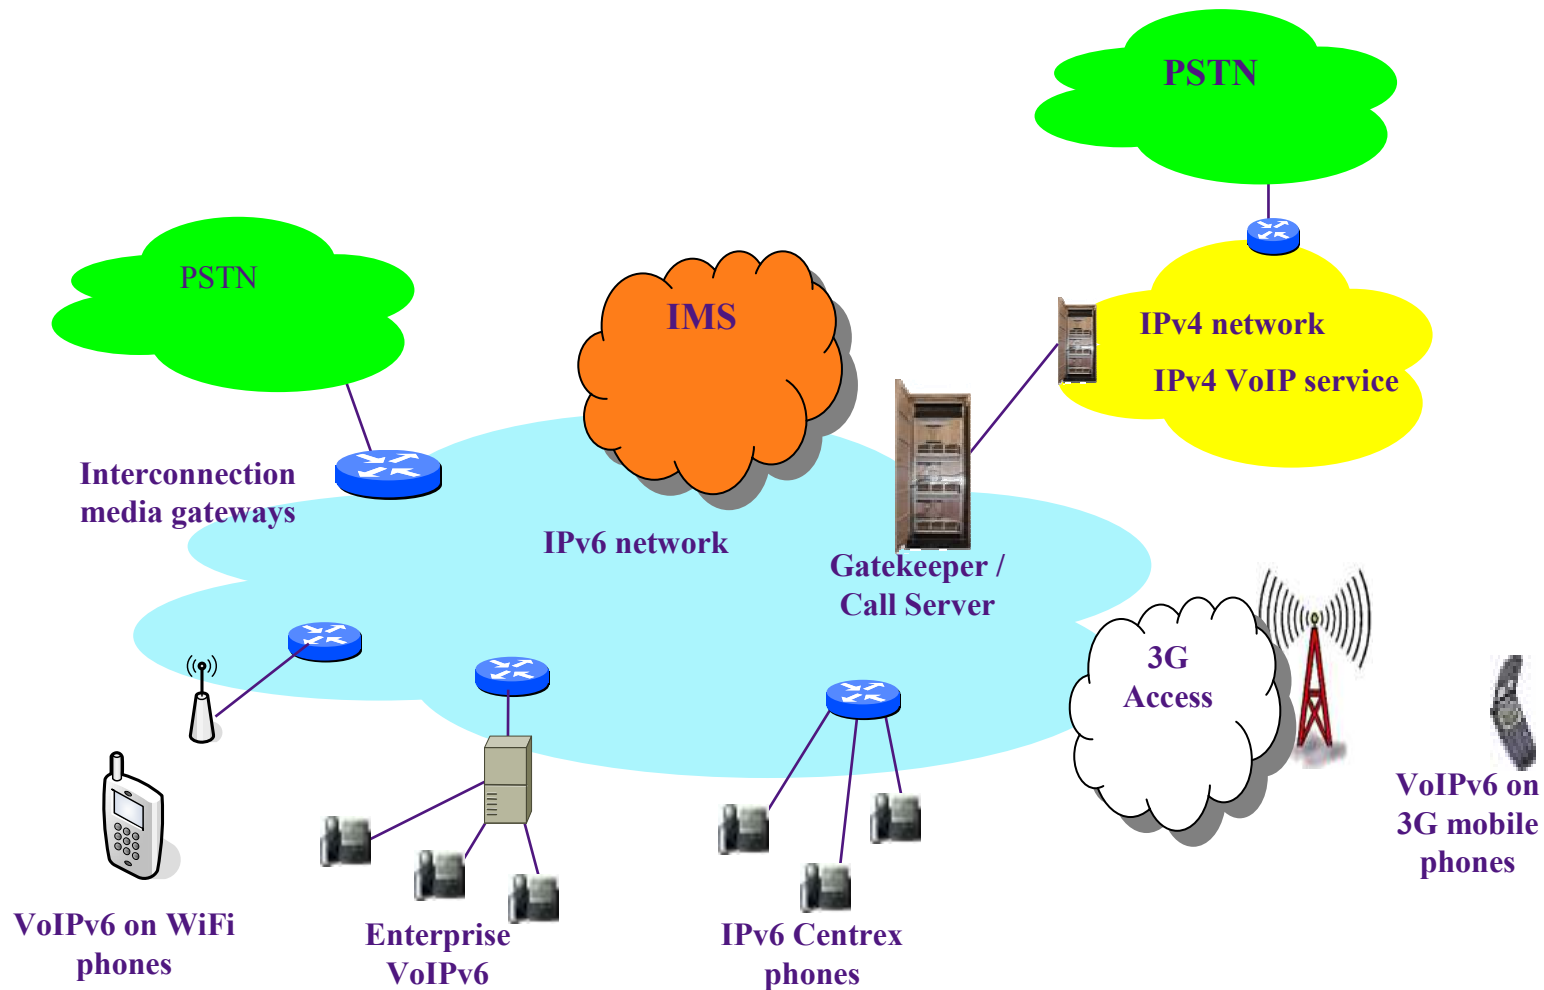 PSTN
PSTN
IMS
IPv4 network
IPv4 VoIP service
Interconnection
media gateways
IPv6 network
Gatekeeper /
Call Server
3G
Access
VoIPv6 on
3G mobile
phones
VoIPv6 on WiFi
phones
Enterprise
VoIPv6
IPv6 Centrex
phones